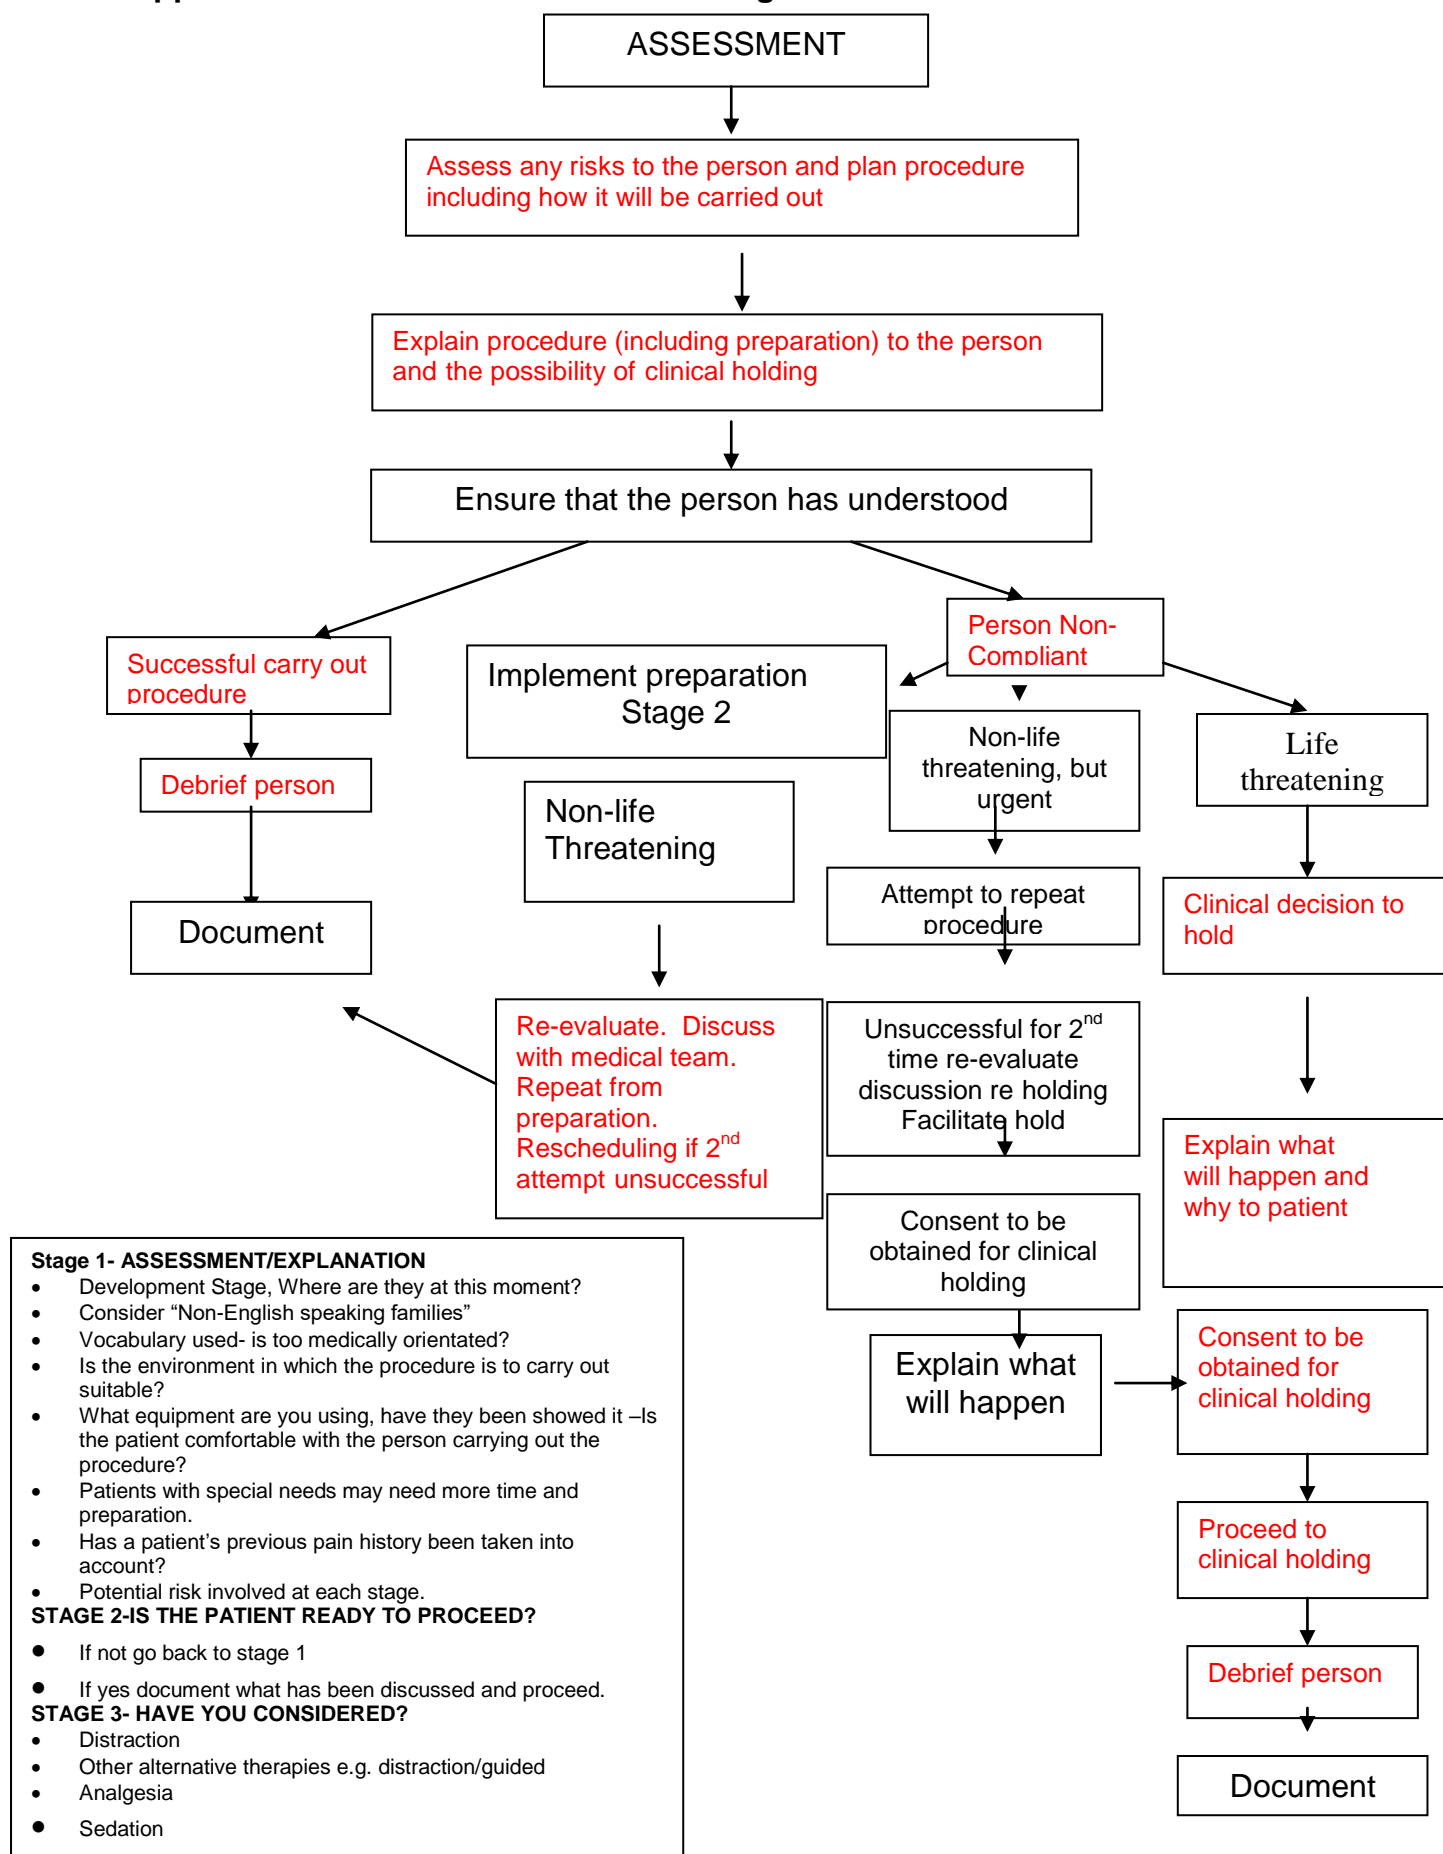 ASSESSMENT
Assess any risks to the person and plan procedure
including how it will be carried out
Explain procedure (including preparation) to the person
and the possibility of clinical holding
Ensure that the person has understood
Successful carry out
procedure
Debrief person
Document
Implement preparation
Stage 2
Non-life
Threatening
Re-evaluate. Discuss
with medical team.
Repeat from
preparation.
Rescheduling if 2nd
attempt unsuccessful
Person Non-
Compliant
Non-life
threatening, but
urgent
Attempt to repeat
procedure
Unsuccessful for 2nd
time re-evaluate
discussion re holding
Facilitate hold
Consent to be
obtained for clinical
holding
Explain what
will happen
Life
threatening
Clinical decision to
hold
Explain what
will happen and
why to patient
Consent to be
obtained for
clinical holding
Proceed to
clinical holding
Debrief person
Document
Stage 1- ASSESSMENT/EXPLANATION
• Development Stage, Where are they at this moment?
• Consider “Non-English speaking families”
• Vocabulary used- is too medically orientated?
• Is the environment in which the procedure is to carry out
suitable?
• What equipment are you using, have they been showed it –Is
the patient comfortable with the person carrying out the
procedure?
• Patients with special needs may need more time and
preparation.
• Has a patient’s previous pain history been taken into
account?
• Potential risk involved at each stage.
STAGE 2-IS THE PATIENT READY TO PROCEED?
• If not go back to stage 1
• If yes document what has been discussed and proceed.
STAGE 3- HAVE YOU CONSIDERED?
• Distraction
• Other alternative therapies e.g. distraction/guided
• Analgesia
• Sedation